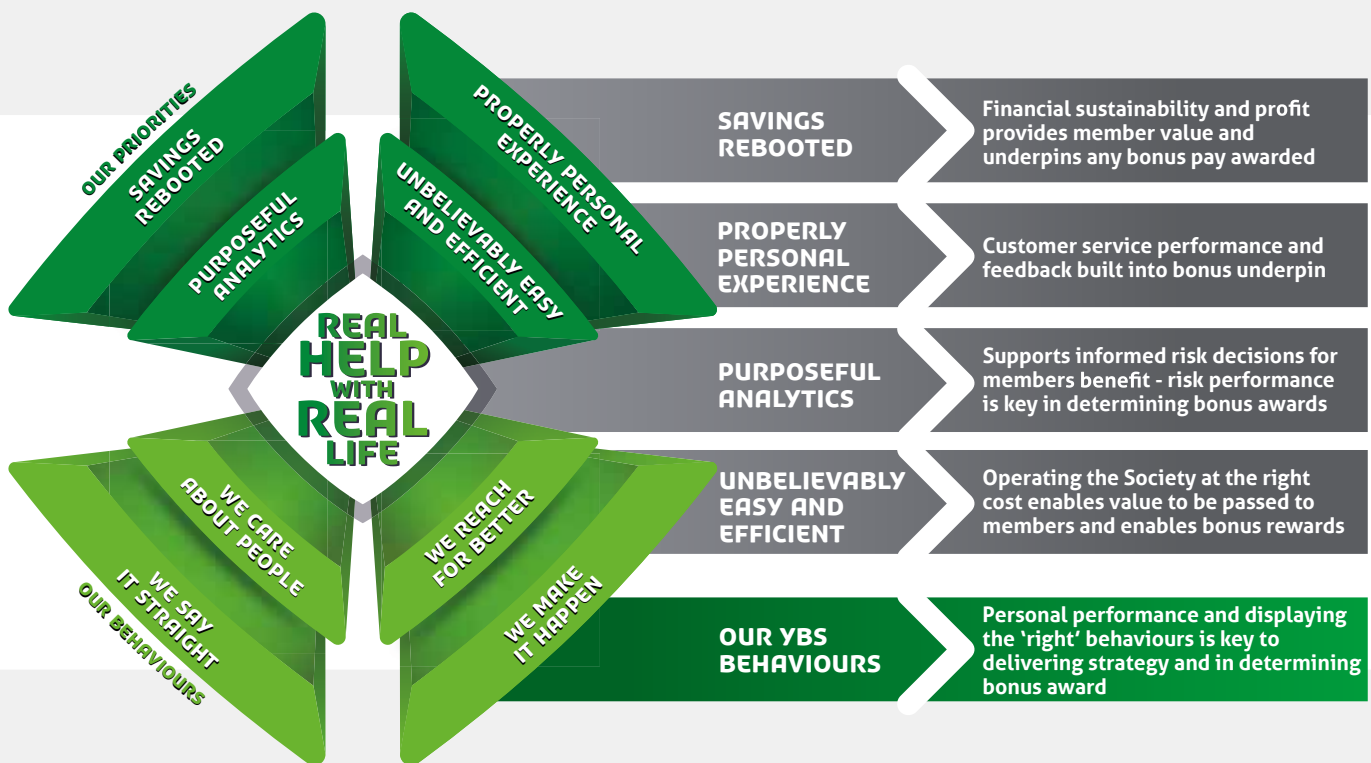 OUR PRIORITIES
SAVINGS
REBOOTED
PURPOSEFUL
ANALYTICS
PROPERLY PERSONAL
EXPERIENCE
UNBELIEVABLY EASY
AND EFFICIENT
REAL
HELP
WITH
REAL
LIFE
WE CARE
ABOUT PEOPLE
WE SAY
IT STRAIGHT
OUR BEHAVIOURS
WE REACH
FOR BETTER
WE MAKE
IT HAPPEN
SAVINGS
REBOOTED
Financial sustainability and profit
provides member value and
underpins any bonus pay awarded
PROPERLY
PERSONAL
EXPERIENCE
Customer service performance and
feedback built into bonus underpin
PURPOSEFUL
ANALYTICS
Supports informed risk decisions for
members benefit - risk performance
is key in determining bonus awards
UNBELIEVABLY
EASY AND
EFFICIENT
Operating the Society at the right
cost enables value to be passed to
members and enables bonus rewards
OUR YBS
BEHAVIOURS
Personal performance and displaying
the ‘right’ behaviours is key to
delivering strategy and in determining
bonus award